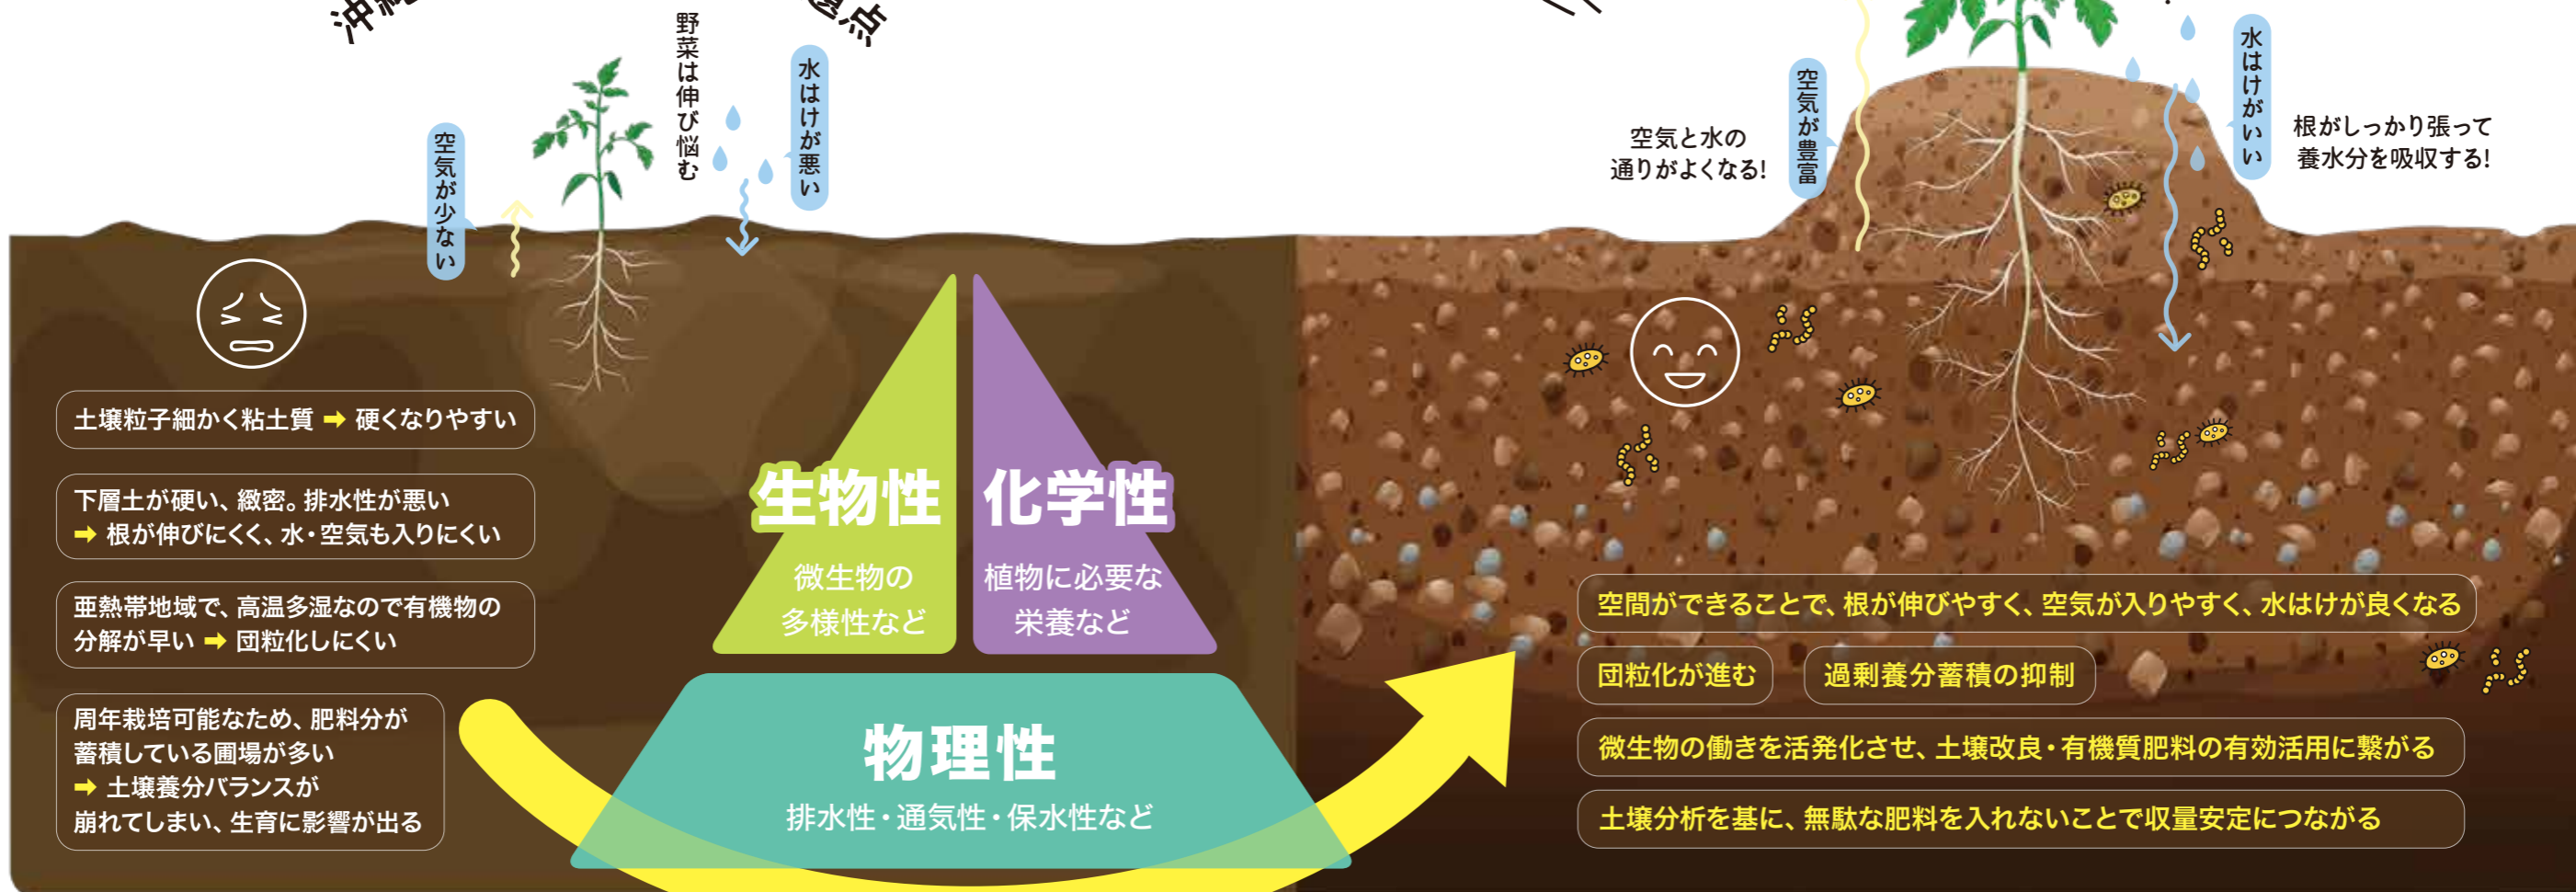 沖縄
点
野菜は伸び悩む
水はけが悪い
空気が少ない
土壌粒子細かく粘土質 ➡ 硬くなりやすい
下層土が硬い、緻密。排水性が悪い
➡ 根が伸びにくく、水・空気も入りにくい
亜熱帯地域で、高温多湿なので有機物の
分解が早い ➡ 団粒化しにくい
周年栽培可能なため、肥料分が
蓄積している圃場が多い
➡ 土壌養分バランスが
崩れてしまい、生育に影響が出る
生物性
微生物の
多様性など
化学性
植物に必要な
栄養など
物理性
排水性・通気性・保水性など
空気と水の
通りがよくなる!
空気が豊富
水はけがいい
根がしっかり張って
養水分を吸収する!
空間ができることで、根が伸びやすく、空気が入りやすく、水はけが良くなる
団粒化が進む
過剰養分蓄積の抑制
微生物の働きを活発化させ、土壌改良・有機質肥料の有効活用に繋がる
土壌分析を基に、無駄な肥料を入れないことで収量安定につながる